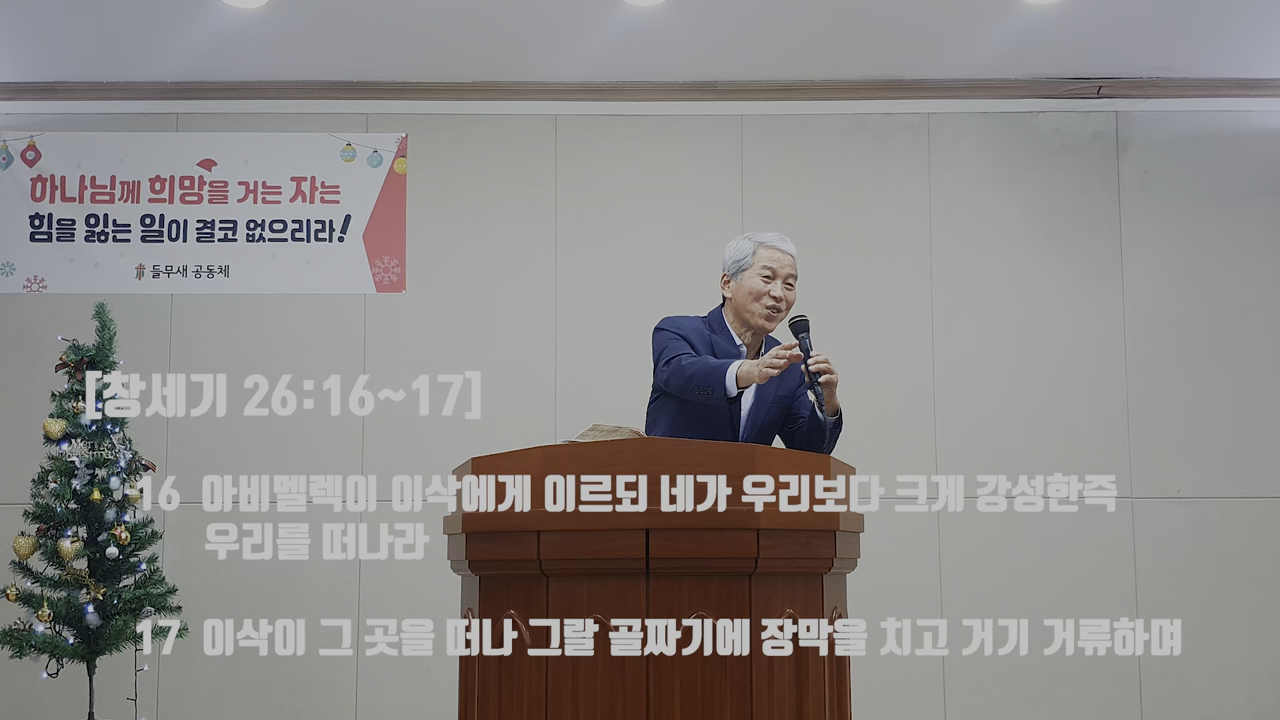 하나님께 희망을 거는 자는
힘을 잃는 일이 결코 없으리라!
들무새 공동체
[창세기 26:16~17]
16 아비멜렉이 이삭에게 이르되 네가 우리보다 크게 강성한즉
우리를 떠나라
17 이삭이 그 곳을 떠나 그랄 골짜기에 장막을 치고 거기 거류하며